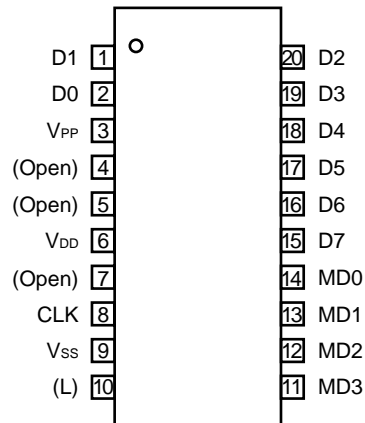 D1 1 20 D2
D0 2 19 D3
VPP 3 18 D4
(Open) 4 17 D5
(Open) 5 16 D6
VDD 6 15 D7
(Open) 7 14 MD0
CLK 8 13 MD1
VSS 9 12 MD2
(L) 10 11 MD3